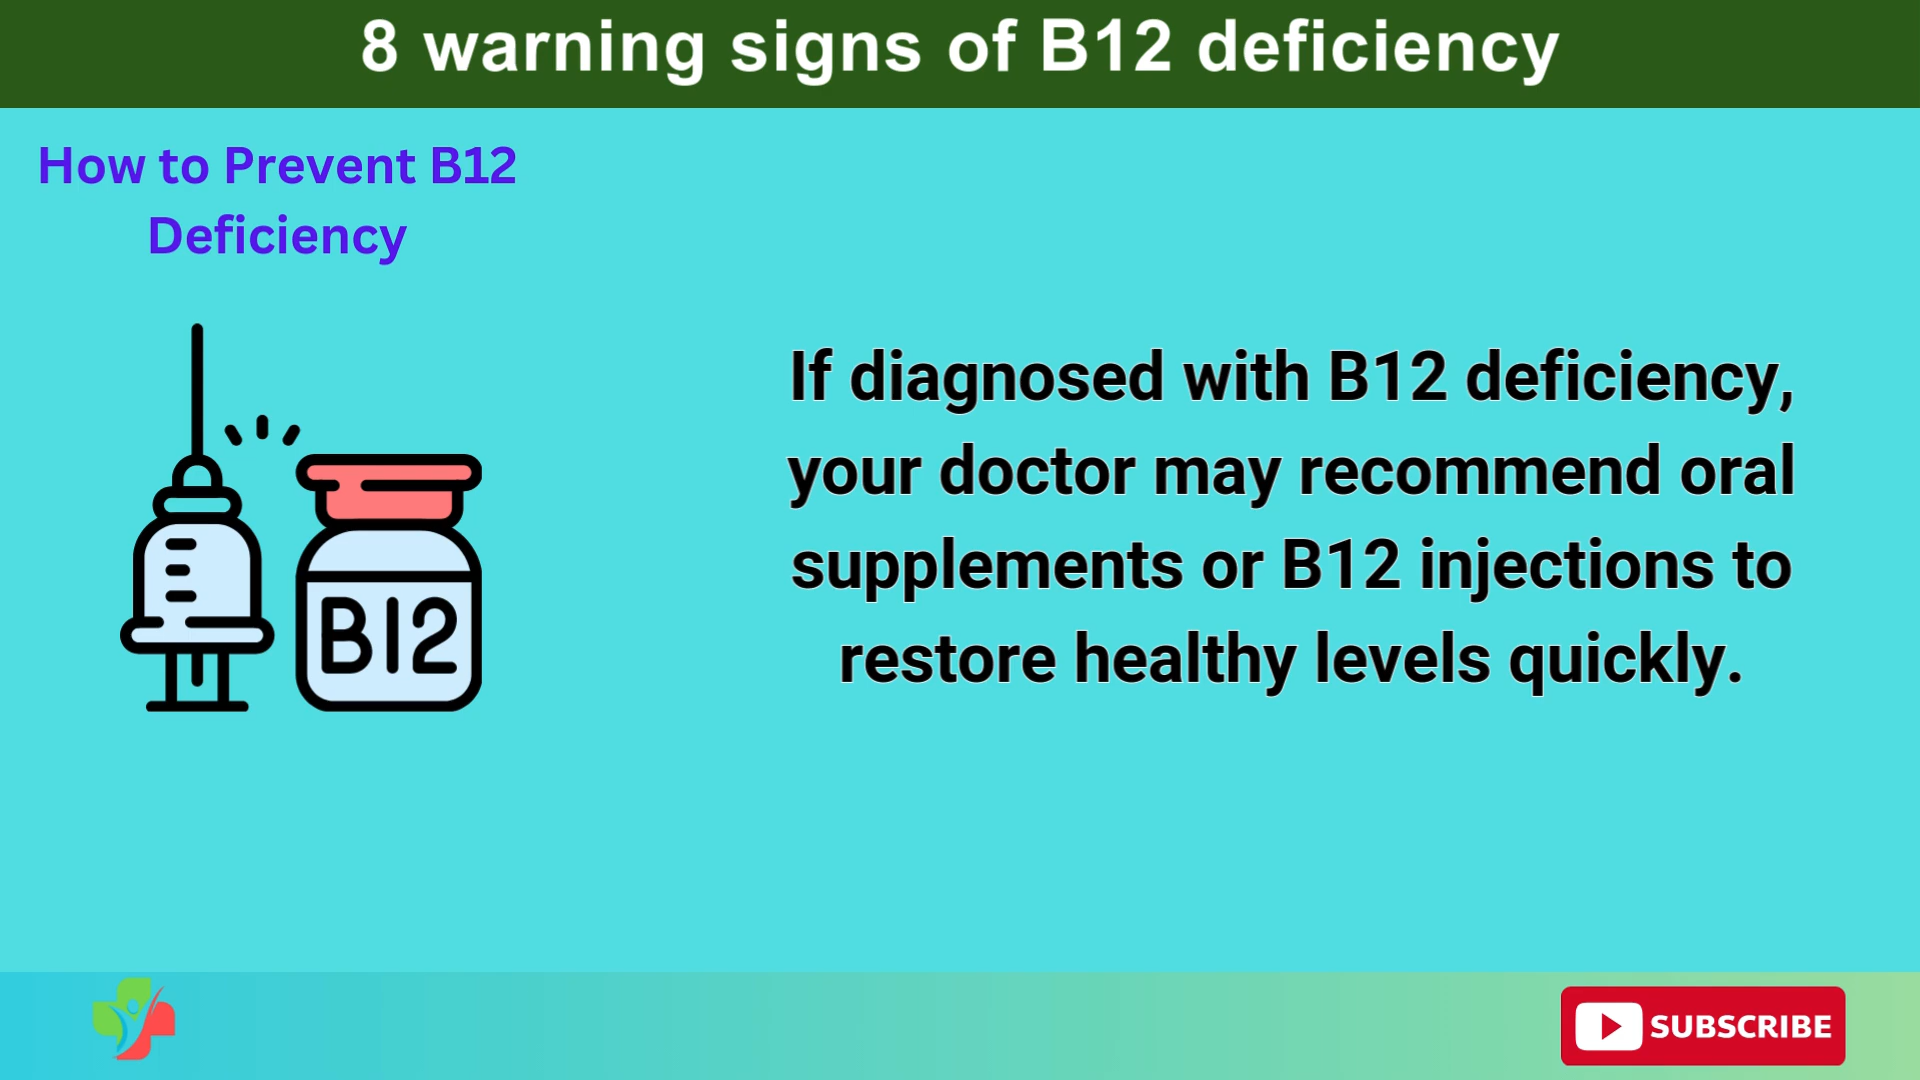 8 warning signs of B12 deficiency
How to Prevent B12
Deficiency
B12
If diagnosed with B12 deficiency,
your doctor may recommend oral
supplements or B12 injections to
restore healthy levels quickly.
SUBSCRIBE